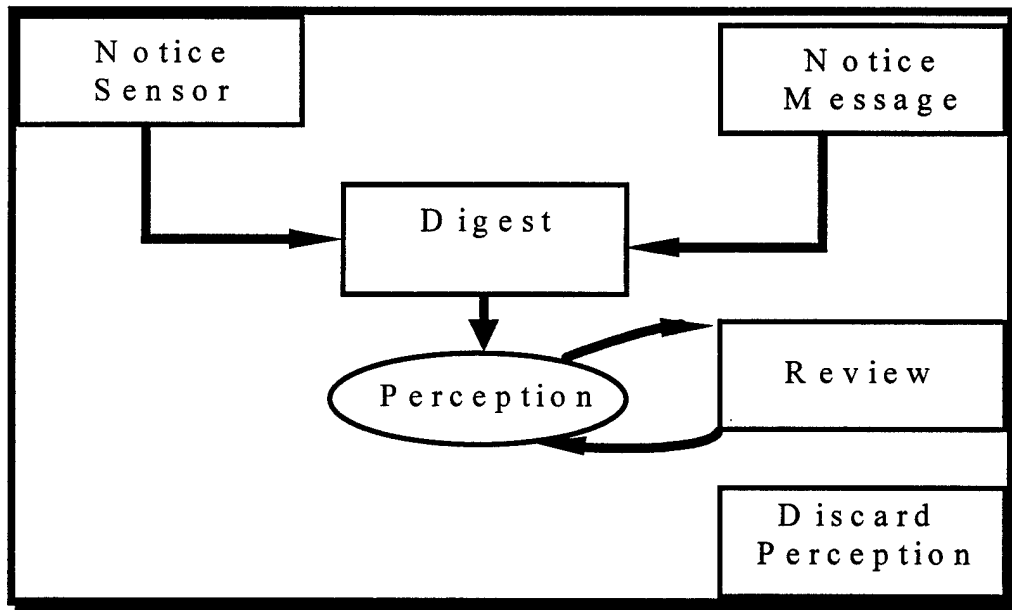 Notice
Sensor
Notice
Message
Digest
Perception
Review
Discard
Perception